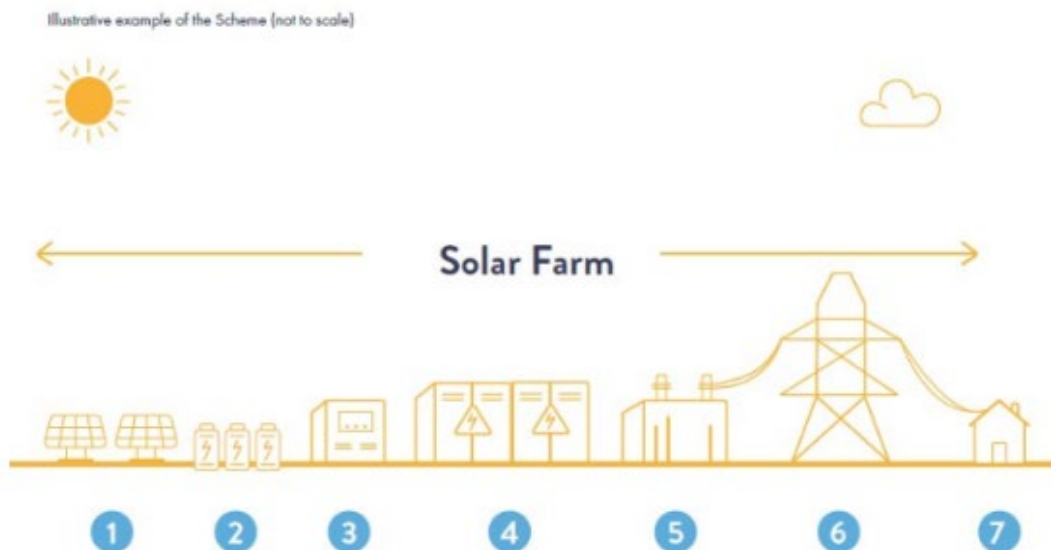 Illustrative example of the Scheme (not to scale)
Solar Farm
1 2 3 4 5 6 7